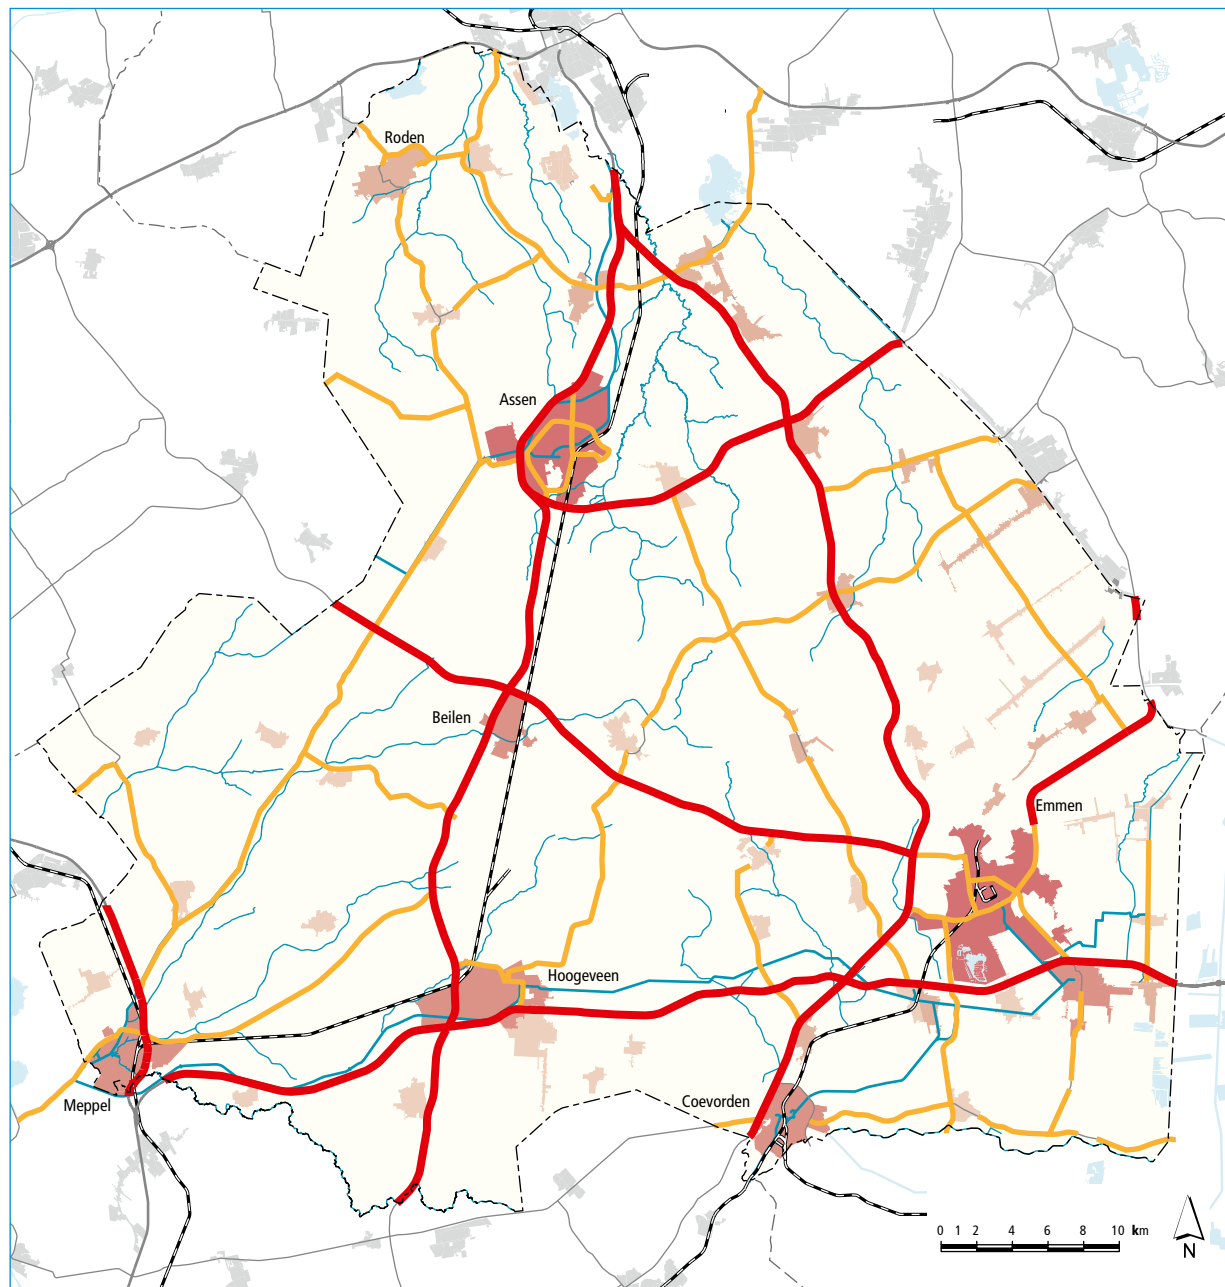 Roden
Assen
Beilen
Emmen
Hoogeveen
Meppel
Coevorden
0 1 2 4 6 8 10 km
N